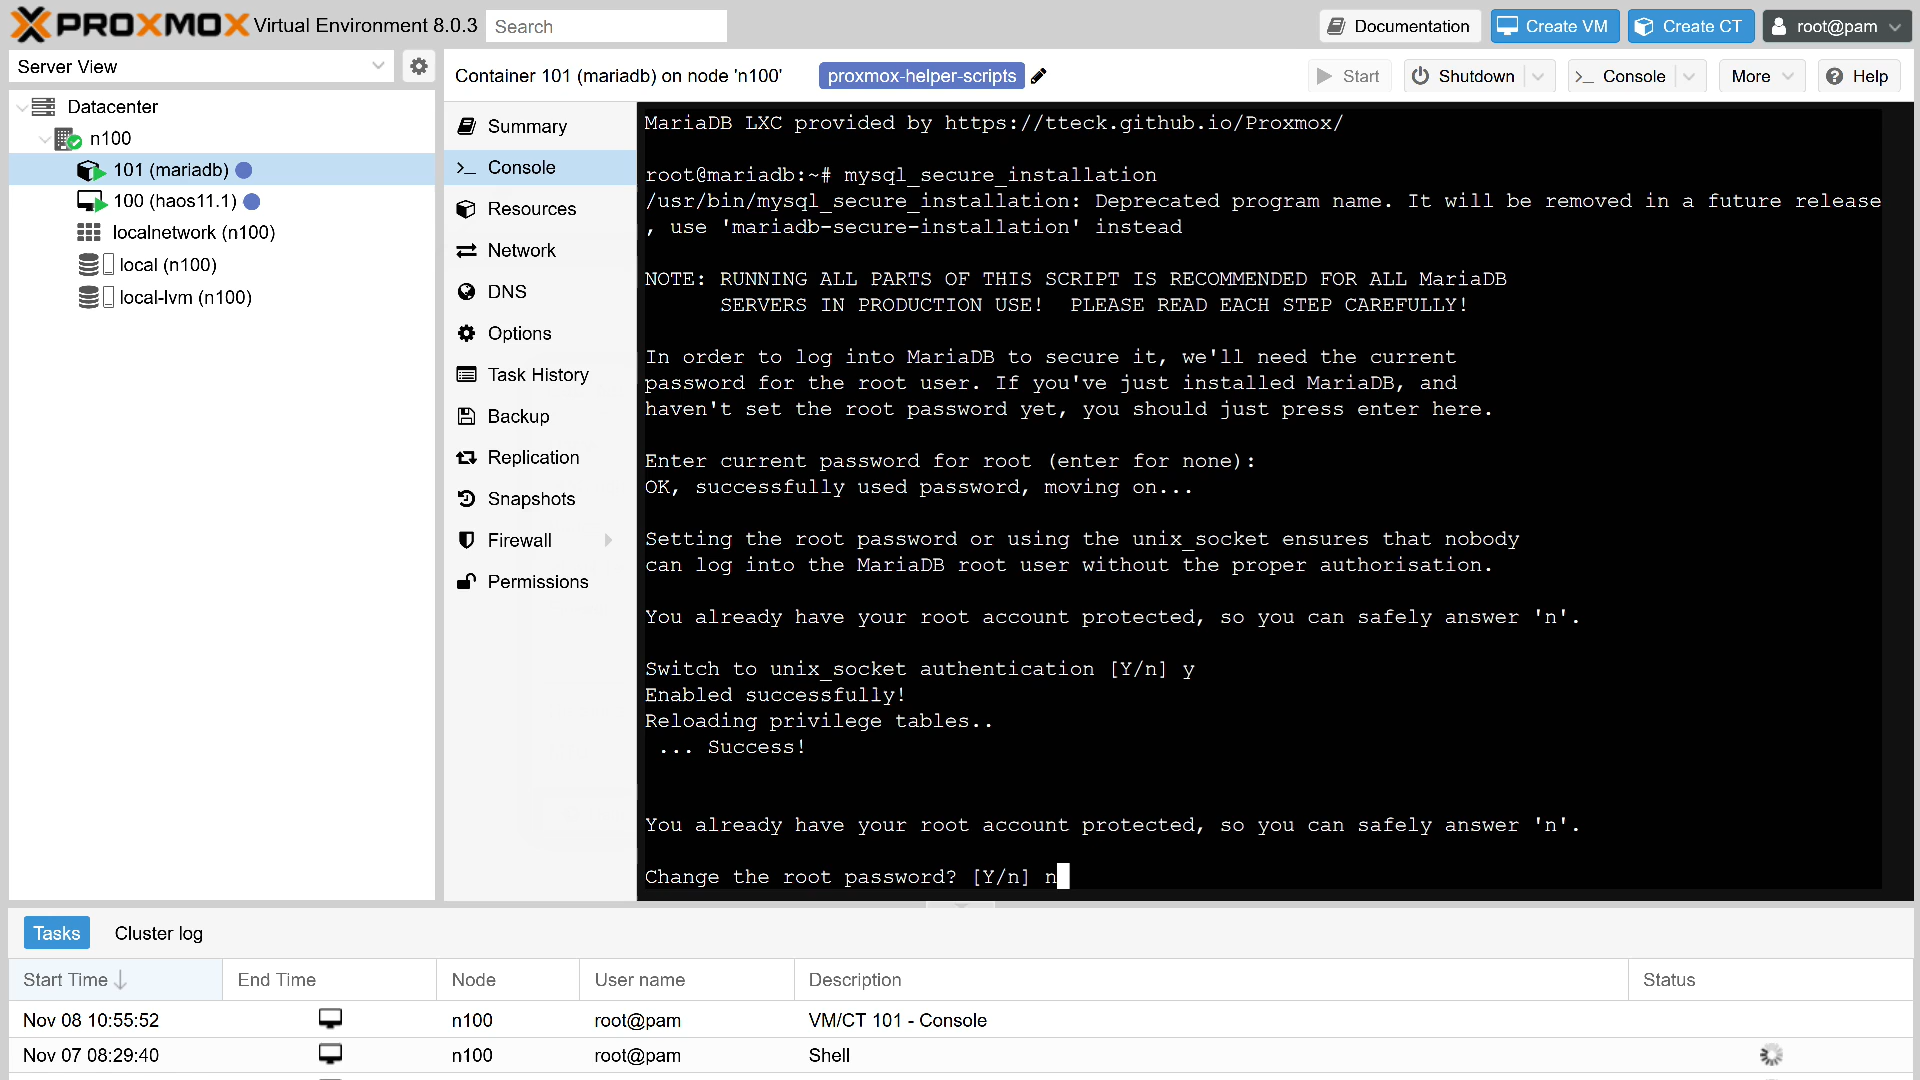 PROXMOX Virtual Environment 8.0.3 Search Documentation Create VM Create CT root@pam
Server View
Container 101 (mariadb) on node 'n100' proxmox-helper-scripts Start Shutdown Console More Help
Datacenter
n100
101 (mariadb)
100 (haos11.1)
localnetwork (n100)
local (n100)
local-lvm (n100)
Summary
Console
Resources
Network
DNS
Options
Task History
Backup
Replication
Snapshots
Firewall
Permissions
MariaDB LXC provided by https://tteck.github.io/Proxmox/
root@mariadb:~# mysql_secure_installation
/usr/bin/mysql_secure_installation: Deprecated program name. It will be removed in a future release
, use 'mariadb-secure-installation' instead
NOTE: RUNNING ALL PARTS OF THIS SCRIPT IS RECOMMENDED FOR ALL MariaDB
SERVERS IN PRODUCTION USE!  PLEASE READ EACH STEP CAREFULLY!
In order to log into MariaDB to secure it, we'll need the current
password for the root user. If you've just installed MariaDB, and
haven't set the root password yet, you should just press enter here.
Enter current password for root (enter for none):
OK, successfully used password, moving on...
Setting the root password or using the unix_socket ensures that nobody
can log into the MariaDB root user without the proper authorisation.
You already have your root account protected, so you can safely answer 'n'.
Switch to unix_socket authentication [Y/n] y
Enabled successfully!
Reloading privilege tables..
... Success!
You already have your root account protected, so you can safely answer 'n'.
Change the root password? [Y/n] n
Tasks Cluster log
Start Time End Time Node User name Description Status
Nov 08 10:55:52 n100 root@pam VM/CT 101 - Console
Nov 07 08:29:40 n100 root@pam Shell